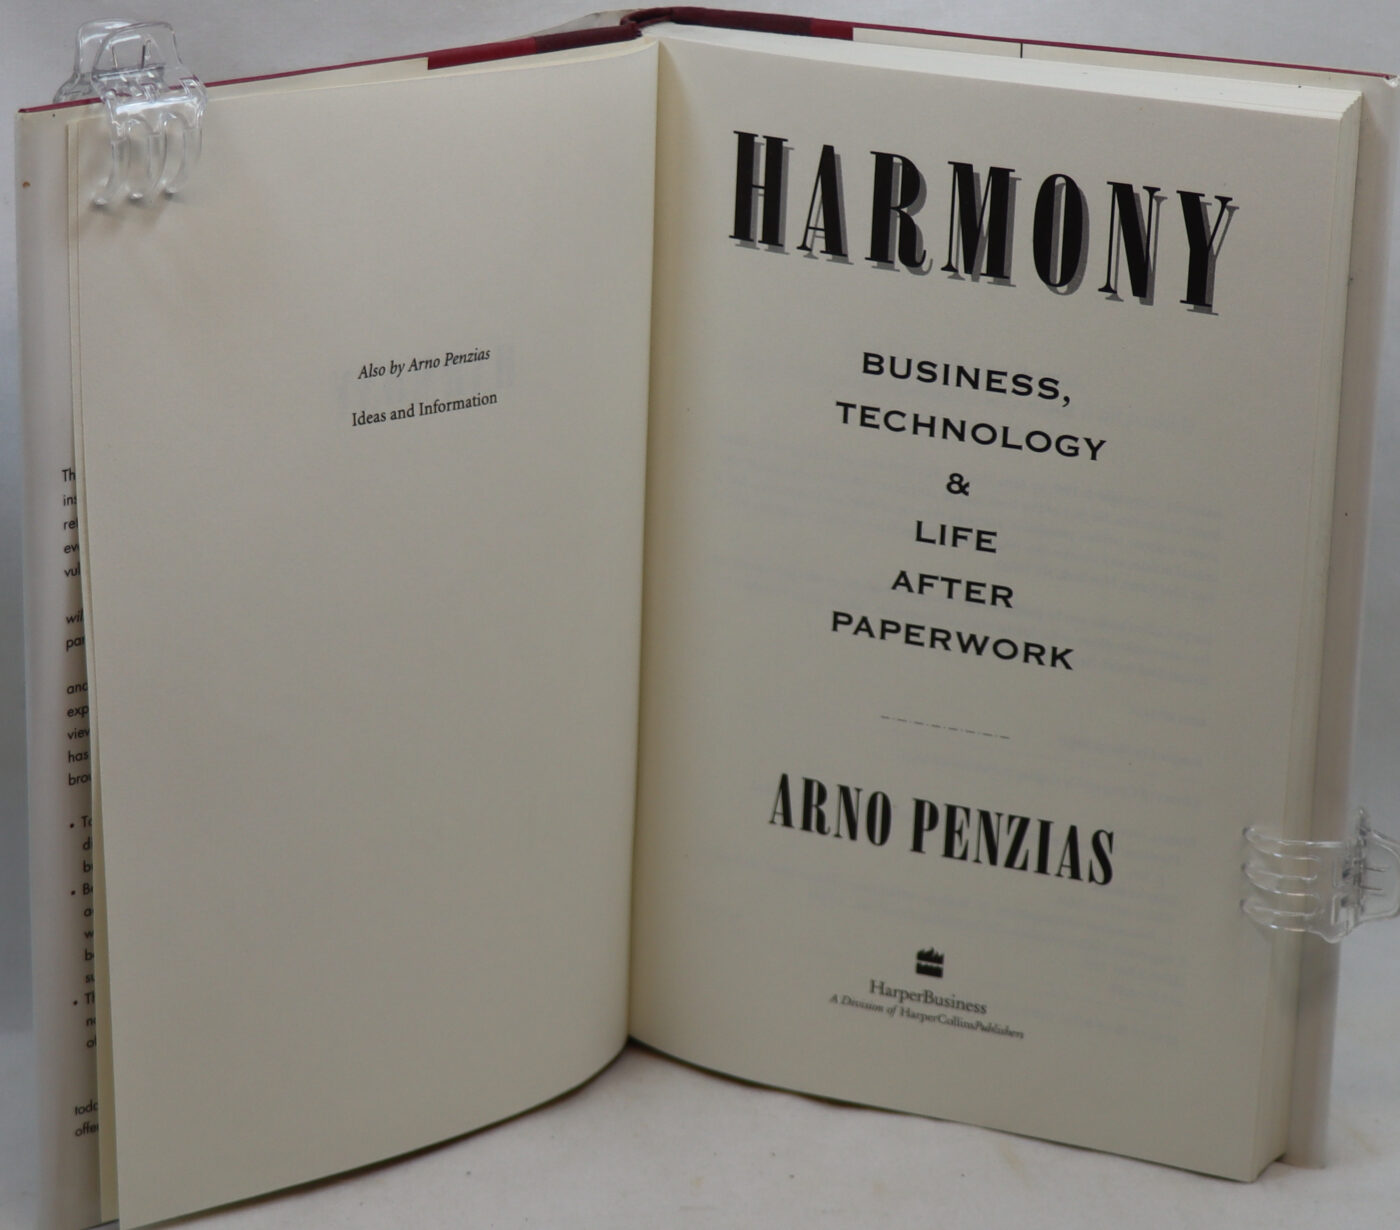 Also by Arno Penzias
Ideas and Information
HARMONY
BUSINESS,
TECHNOLOGY
&
LIFE
AFTER
PAPERWORK
ARNO PENZIAS
HarperBusiness
A Division of HarperCollinsPublishers